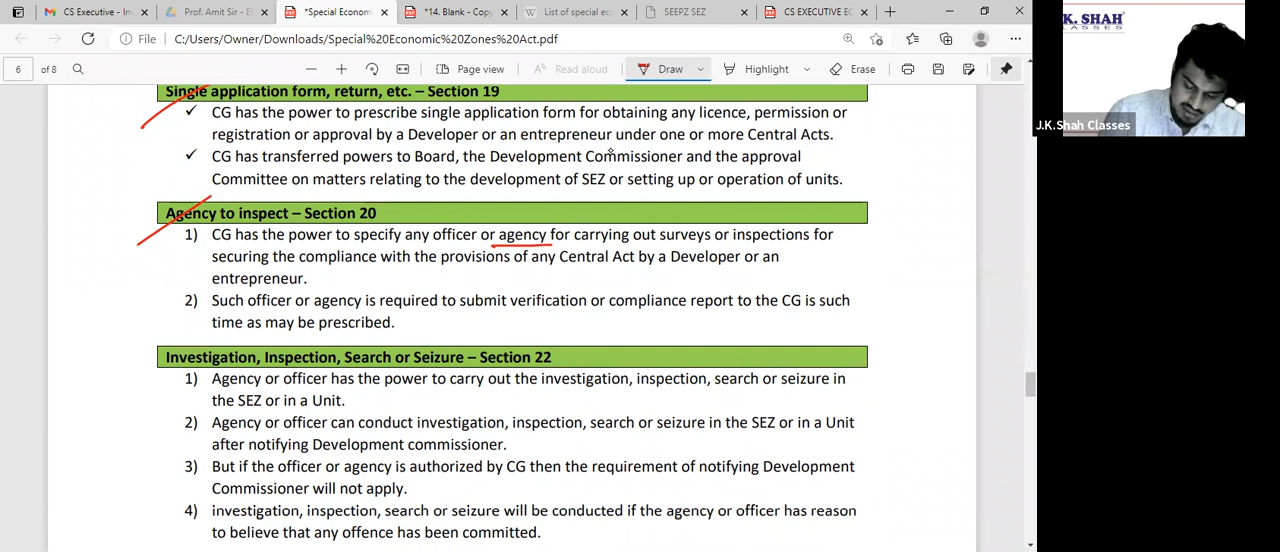 CS Executive - Inv
Prof. Amit Sir - E
*Special Econom
*14. Blank - Cop
List of special ec
SEEPZ SEZ
CS EXECUTIVE EC
File
C:/Users/Owner/Downloads/Special%20Economic%20Zones%20Act.pdf
6 of 8
Page view
Read aloud
Draw
Highlight
Erase
K. SHAH
CLASSES
J.K.Shah Classes
Single application form, return, etc. – Section 19
✓ CG has the power to prescribe single application form for obtaining any licence, permission or
registration or approval by a Developer or an entrepreneur under one or more Central Acts.
✓ CG has transferred powers to Board, the Development Commissioner and the approval
Committee on matters relating to the development of SEZ or setting up or operation of units.
Agency to inspect – Section 20
1) CG has the power to specify any officer or agency for carrying out surveys or inspections for
securing the compliance with the provisions of any Central Act by a Developer or an
entrepreneur.
2) Such officer or agency is required to submit verification or compliance report to the CG is such
time as may be prescribed.
Investigation, Inspection, Search or Seizure – Section 22
1) Agency or officer has the power to carry out the investigation, inspection, search or seizure in
the SEZ or in a Unit.
2) Agency or officer can conduct investigation, inspection, search or seizure in the SEZ or in a Unit
after notifying Development commissioner.
3) But if the officer or agency is authorized by CG then the requirement of notifying Development
Commissioner will not apply.
4) investigation, inspection, search or seizure will be conducted if the agency or officer has reason
to believe that any offence has been committed.